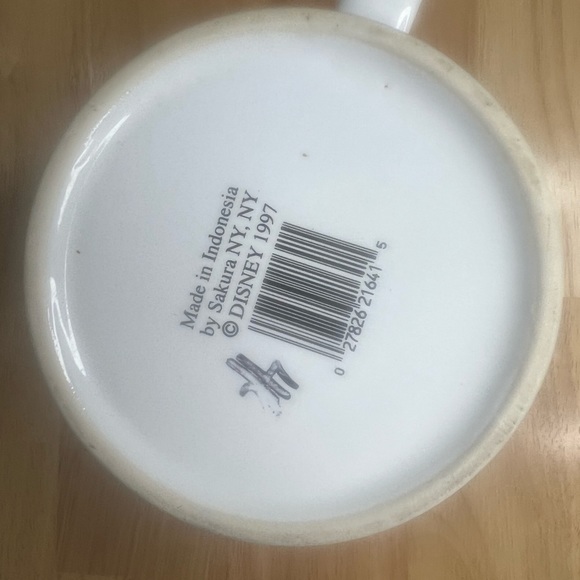 Made in Indonesia
by Sakura NY, NY
© DISNEY 1997
0 27826 21641 5